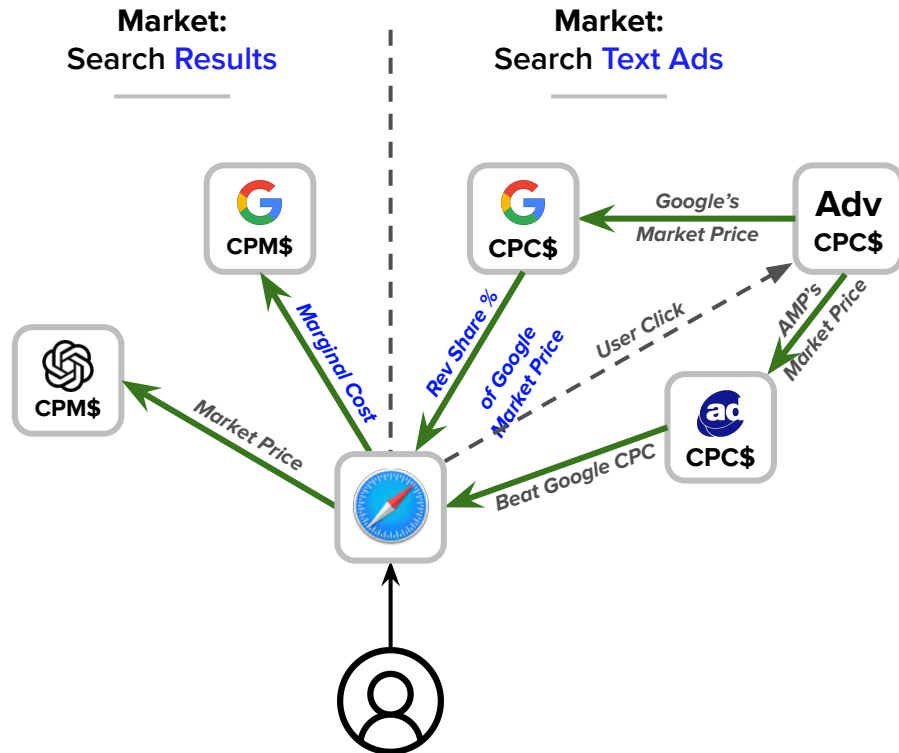 Market:
Search Results
Market:
Search Text Ads
CPM$
CPC$
Adv
CPC$
Google's
Market Price
CPM$
Marginal Cost
Rev Share %
of Google
Market Price
User Click
AMP's
Market Price
Market Price
ad
CPC$
Beat Google CPC